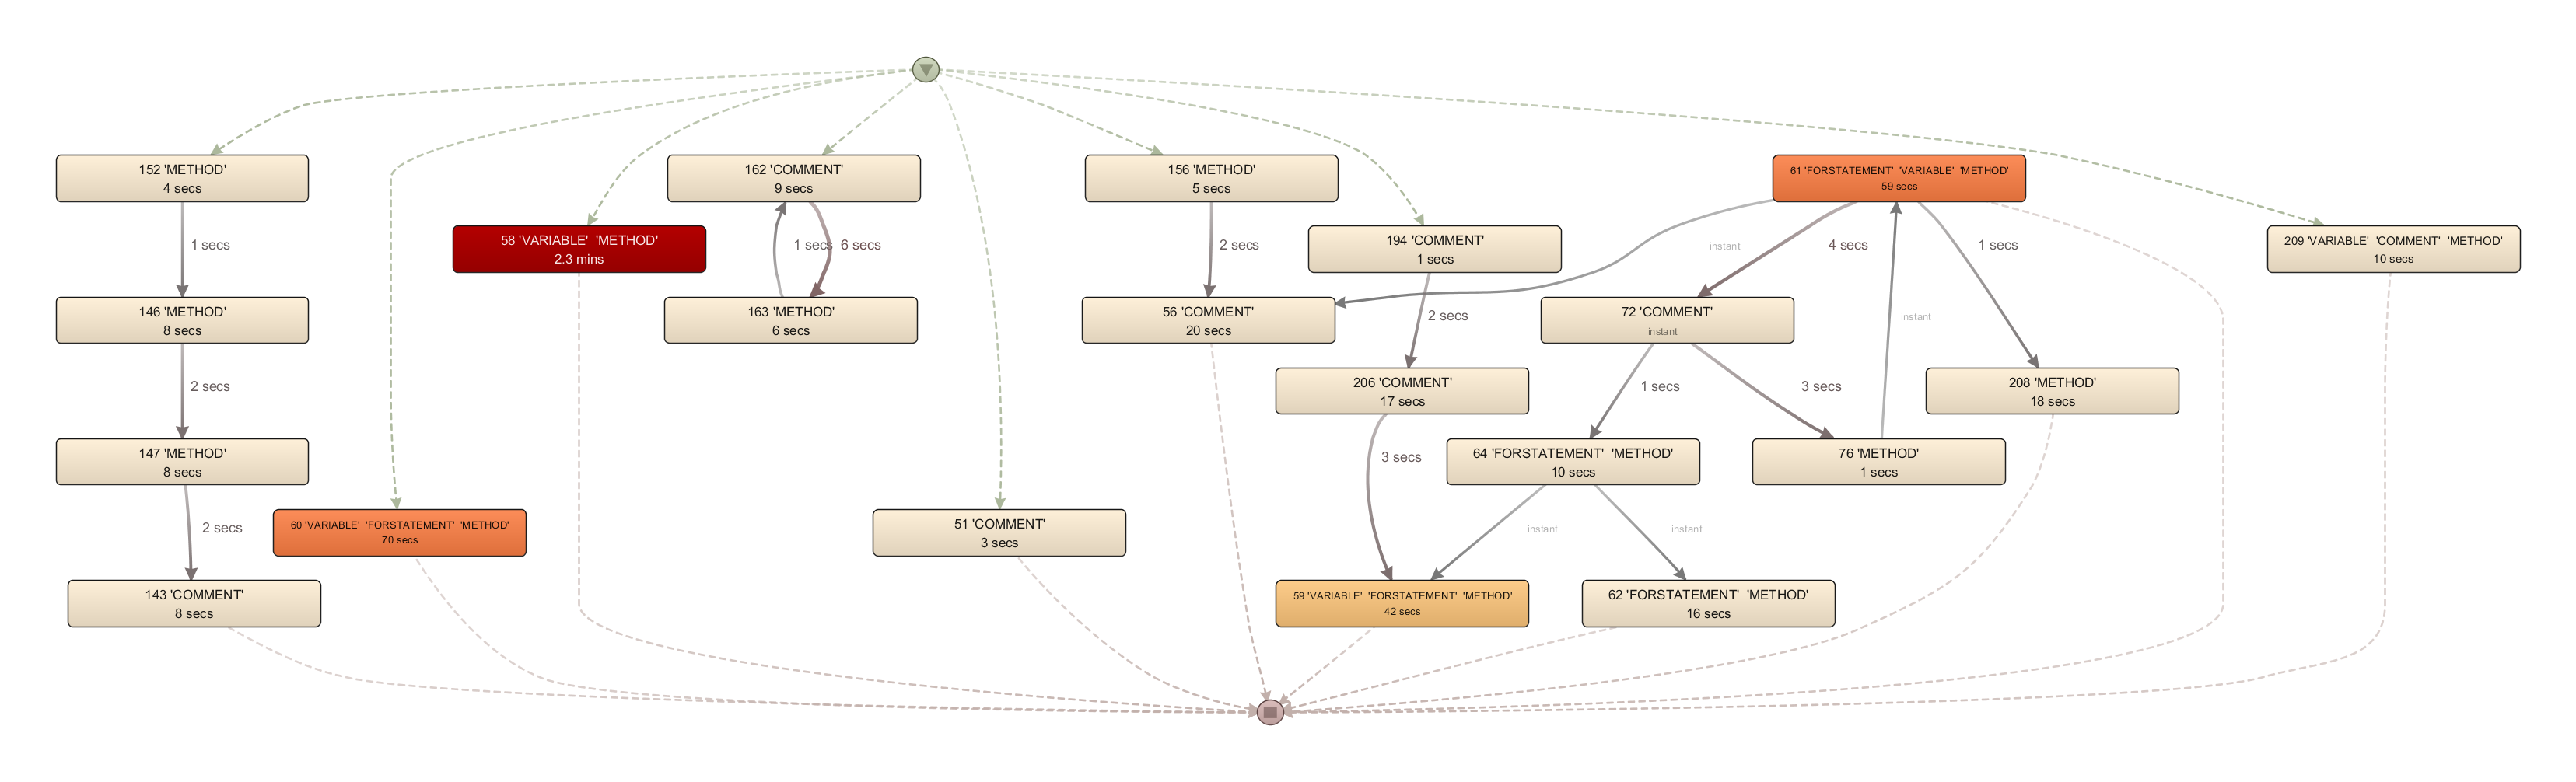 152 'METHOD'
4 secs
162 'COMMENT'
9 secs
156 'METHOD'
5 secs
61 'FORSTATEMENT' 'VARIABLE' 'METHOD'
59 secs
58 'VARIABLE' 'METHOD'
2.3 mins
194 'COMMENT'
1 secs
209 'VARIABLE' 'COMMENT' 'METHOD'
10 secs
1 secs
1 secs
6 secs
2 secs
instant
4 secs
1 secs
146 'METHOD'
8 secs
163 'METHOD'
6 secs
56 'COMMENT'
20 secs
72 'COMMENT'
instant
2 secs
instant
2 secs
1 secs
3 secs
206 'COMMENT'
17 secs
208 'METHOD'
18 secs
147 'METHOD'
8 secs
3 secs
64 'FORSTATEMENT' 'METHOD'
10 secs
76 'METHOD'
1 secs
2 secs
60 'VARIABLE' 'FORSTATEMENT' 'METHOD'
70 secs
51 'COMMENT'
3 secs
instant
instant
143 'COMMENT'
8 secs
59 'VARIABLE' 'FORSTATEMENT' 'METHOD'
42 secs
62 'FORSTATEMENT' 'METHOD'
16 secs